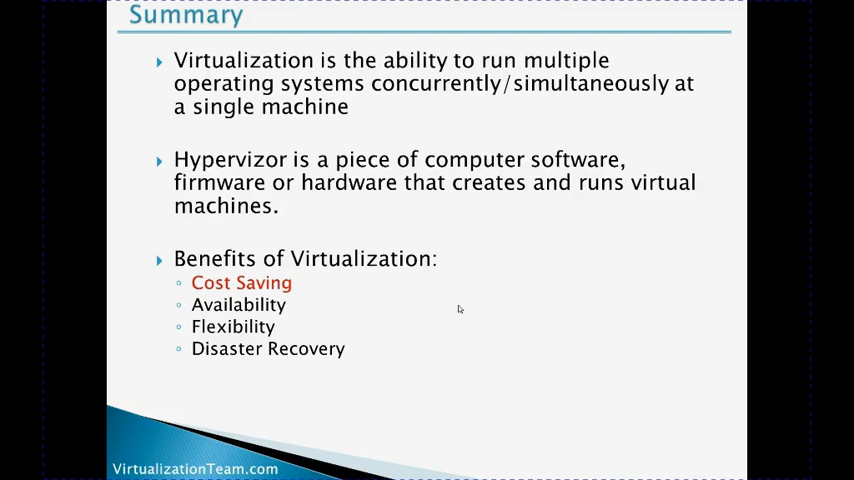 Summary
Virtualization is the ability to run multiple
operating systems concurrently/simultaneously at
a single machine
Hypervizor is a piece of computer software,
firmware or hardware that creates and runs virtual
machines.
Benefits of Virtualization:
Cost Saving
Availability
Flexibility
Disaster Recovery
VirtualizationTeam.com